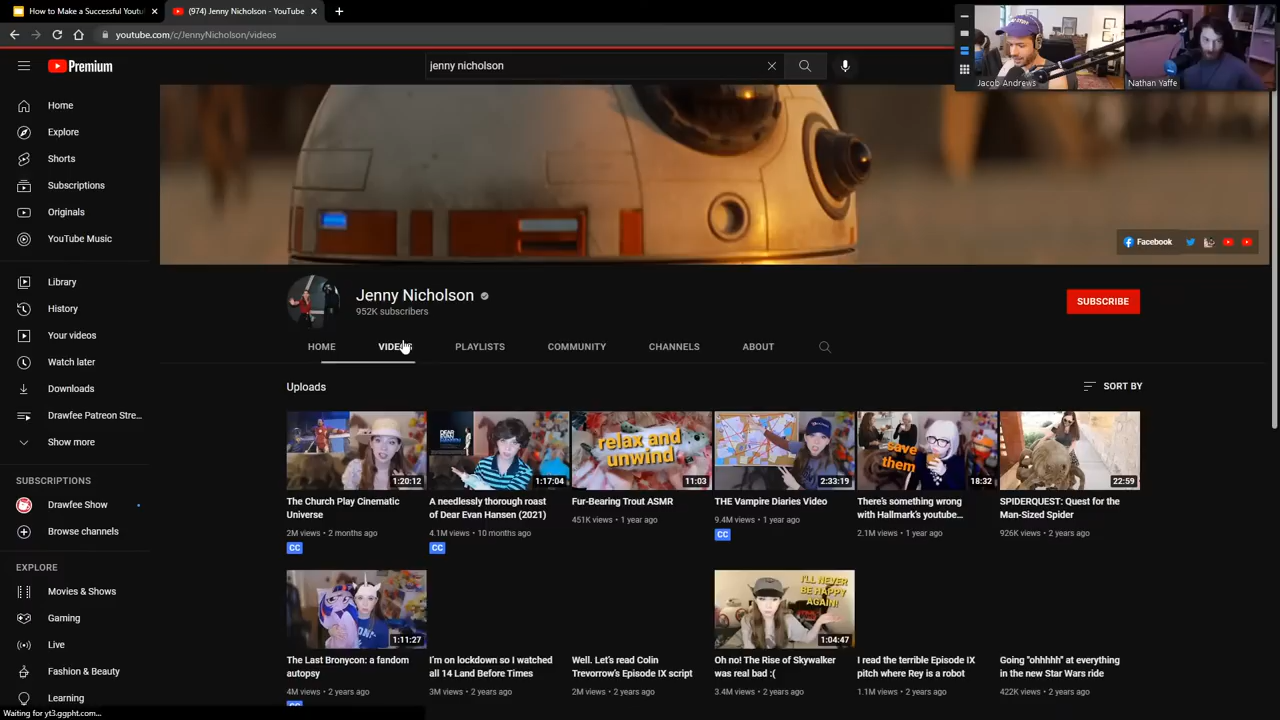 How to Make a Successful Youtu
(974) Jenny Nicholson - YouTube
youtube.com/c/JennyNicholson/videos
Jacob Andrews
Nathan Yaffe
Premium
jenny nicholson
Home
Explore
Shorts
Subscriptions
Originals
YouTube Music
Library
History
Your videos
Watch later
Downloads
Drawfee Patreon Stre...
Show more
SUBSCRIPTIONS
Drawfee Show
Browse channels
EXPLORE
Movies & Shows
Gaming
Live
Fashion & Beauty
Learning
Waiting for yt3.ggpht.com...
Facebook
Jenny Nicholson
952K subscribers
SUBSCRIBE
HOME
VIDEOS
PLAYLISTS
COMMUNITY
CHANNELS
ABOUT
Uploads
SORT BY
1:20:12
The Church Play Cinematic
Universe
2M views • 2 months ago
CC
DEAR
EVAN
HANSEN
1:17:04
A needlessly thorough roast
of Dear Evan Hansen (2021)
4.1M views • 10 months ago
CC
relax and
unwind
11:03
Fur-Bearing Trout ASMR
451K views • 1 year ago
2:33:19
THE Vampire Diaries Video
9.4M views • 1 year ago
CC
save
them
18:32
There's something wrong
with Hallmark's youtube...
2.1M views • 1 year ago
22:59
SPIDERQUEST: Quest for the
Man-Sized Spider
926K views • 2 years ago
1:11:27
The Last Bronycon: a fandom
autopsy
4M views • 2 years ago
CC
I'm on lockdown so I watched
all 14 Land Before Times
3M views • 2 years ago
Well. Let's read Colin
Trevorrow's Episode IX script
2M views • 2 years ago
I'LL NEVER
BE HAPPY
AGAIN!
1:04:47
Oh no! The Rise of Skywalker
was real bad :(
3.4M views • 2 years ago
I read the terrible Episode IX
pitch where Rey is a robot
1.1M views • 2 years ago
Going "ohhhhh" at everything
in the new Star Wars ride
422K views • 2 years ago